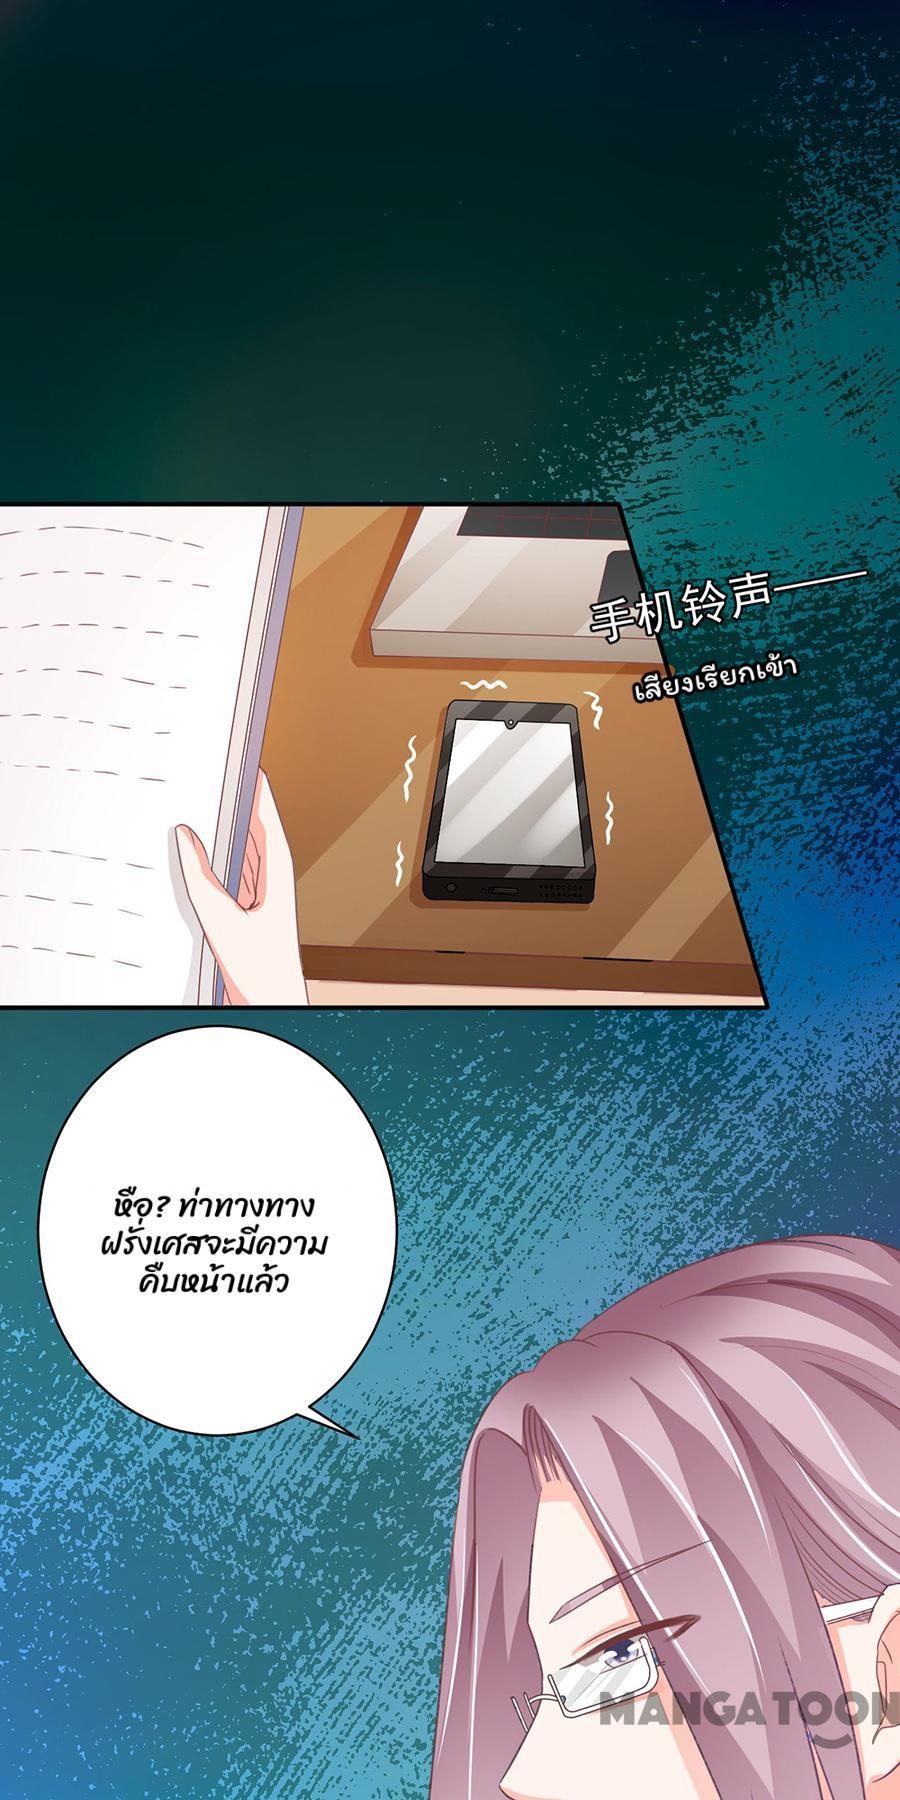 手机铃声——
เสียงเรียกเข้า
หือ? ท่าทางทาง
ฝรั่งเศสจะมีความ
คืบหน้าแล้ว
MANGATOON